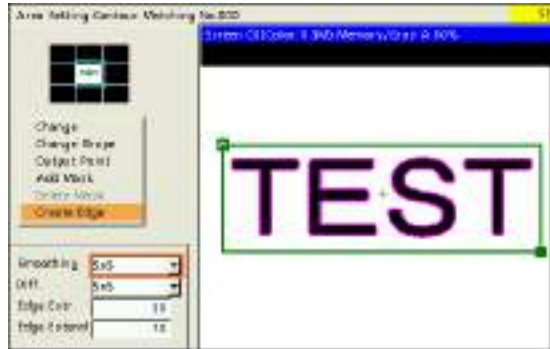 Area Setting Contour Matching No.000
Change
Change Shape
Output Point
Add Mask
Delete Mask
Create Edge
Smoothing 5x5
Diff. 5x5
Edge Extr.
Edge Extend
TEST